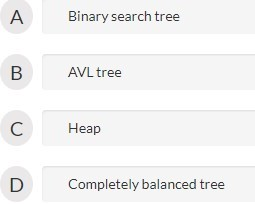 A Binary search tree
B AVL tree
C Heap
D Completely balanced tree